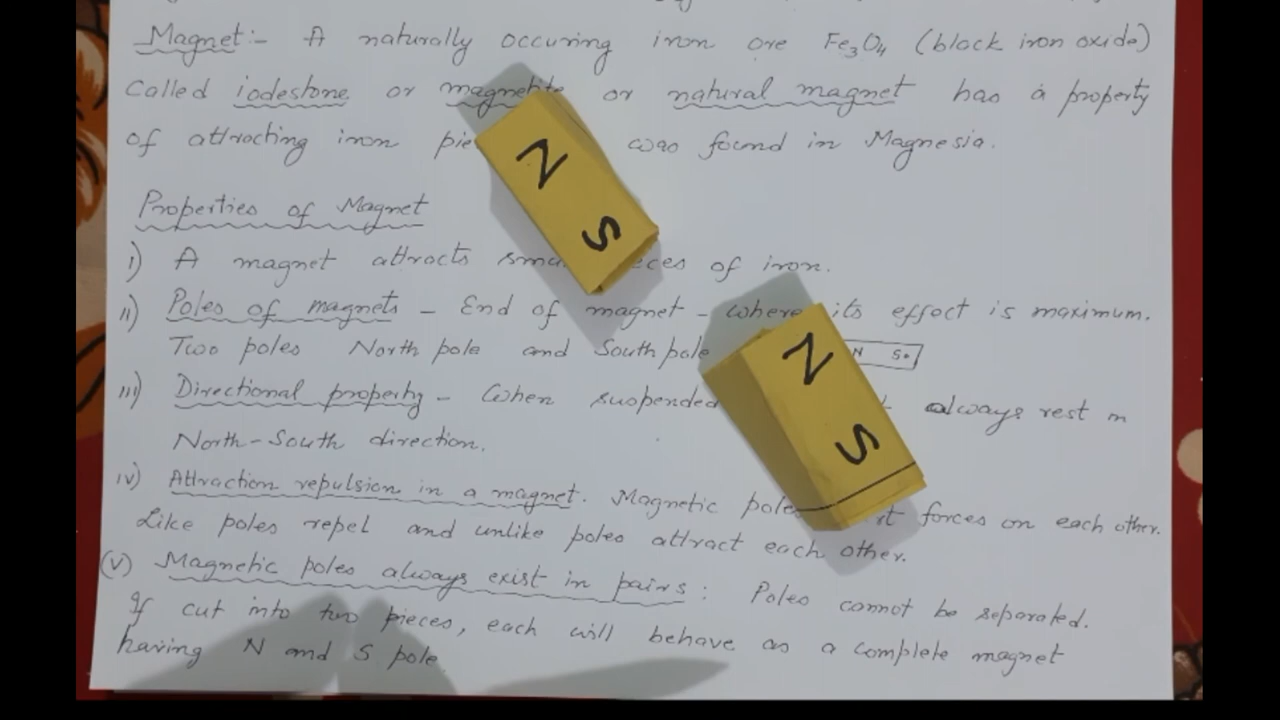 Magnet:- A naturally occuring iron ore Fe3O4 (black iron oxide)
Called iodestone or magnetite or natural magnet has a property
of attracting iron pie was found in Magnesia.
Properties of Magnet
i) A magnet attracts sma eces of iron.
ii) Poles of magnets - End of magnet - where its effect is maximum.
Two poles North pole and South pole N S
iii) Directional property - When suspended always rest in
North-South direction.
iv) Attraction repulsion in a magnet. Magnetic pole rt forces on each other.
Like poles repel and unlike poles attract each other.
(v) Magnetic poles always exist in pairs: Poles cannot be separated.
If cut into two pieces, each will behave as a complete magnet
having N and S pole.
N
S
N
S